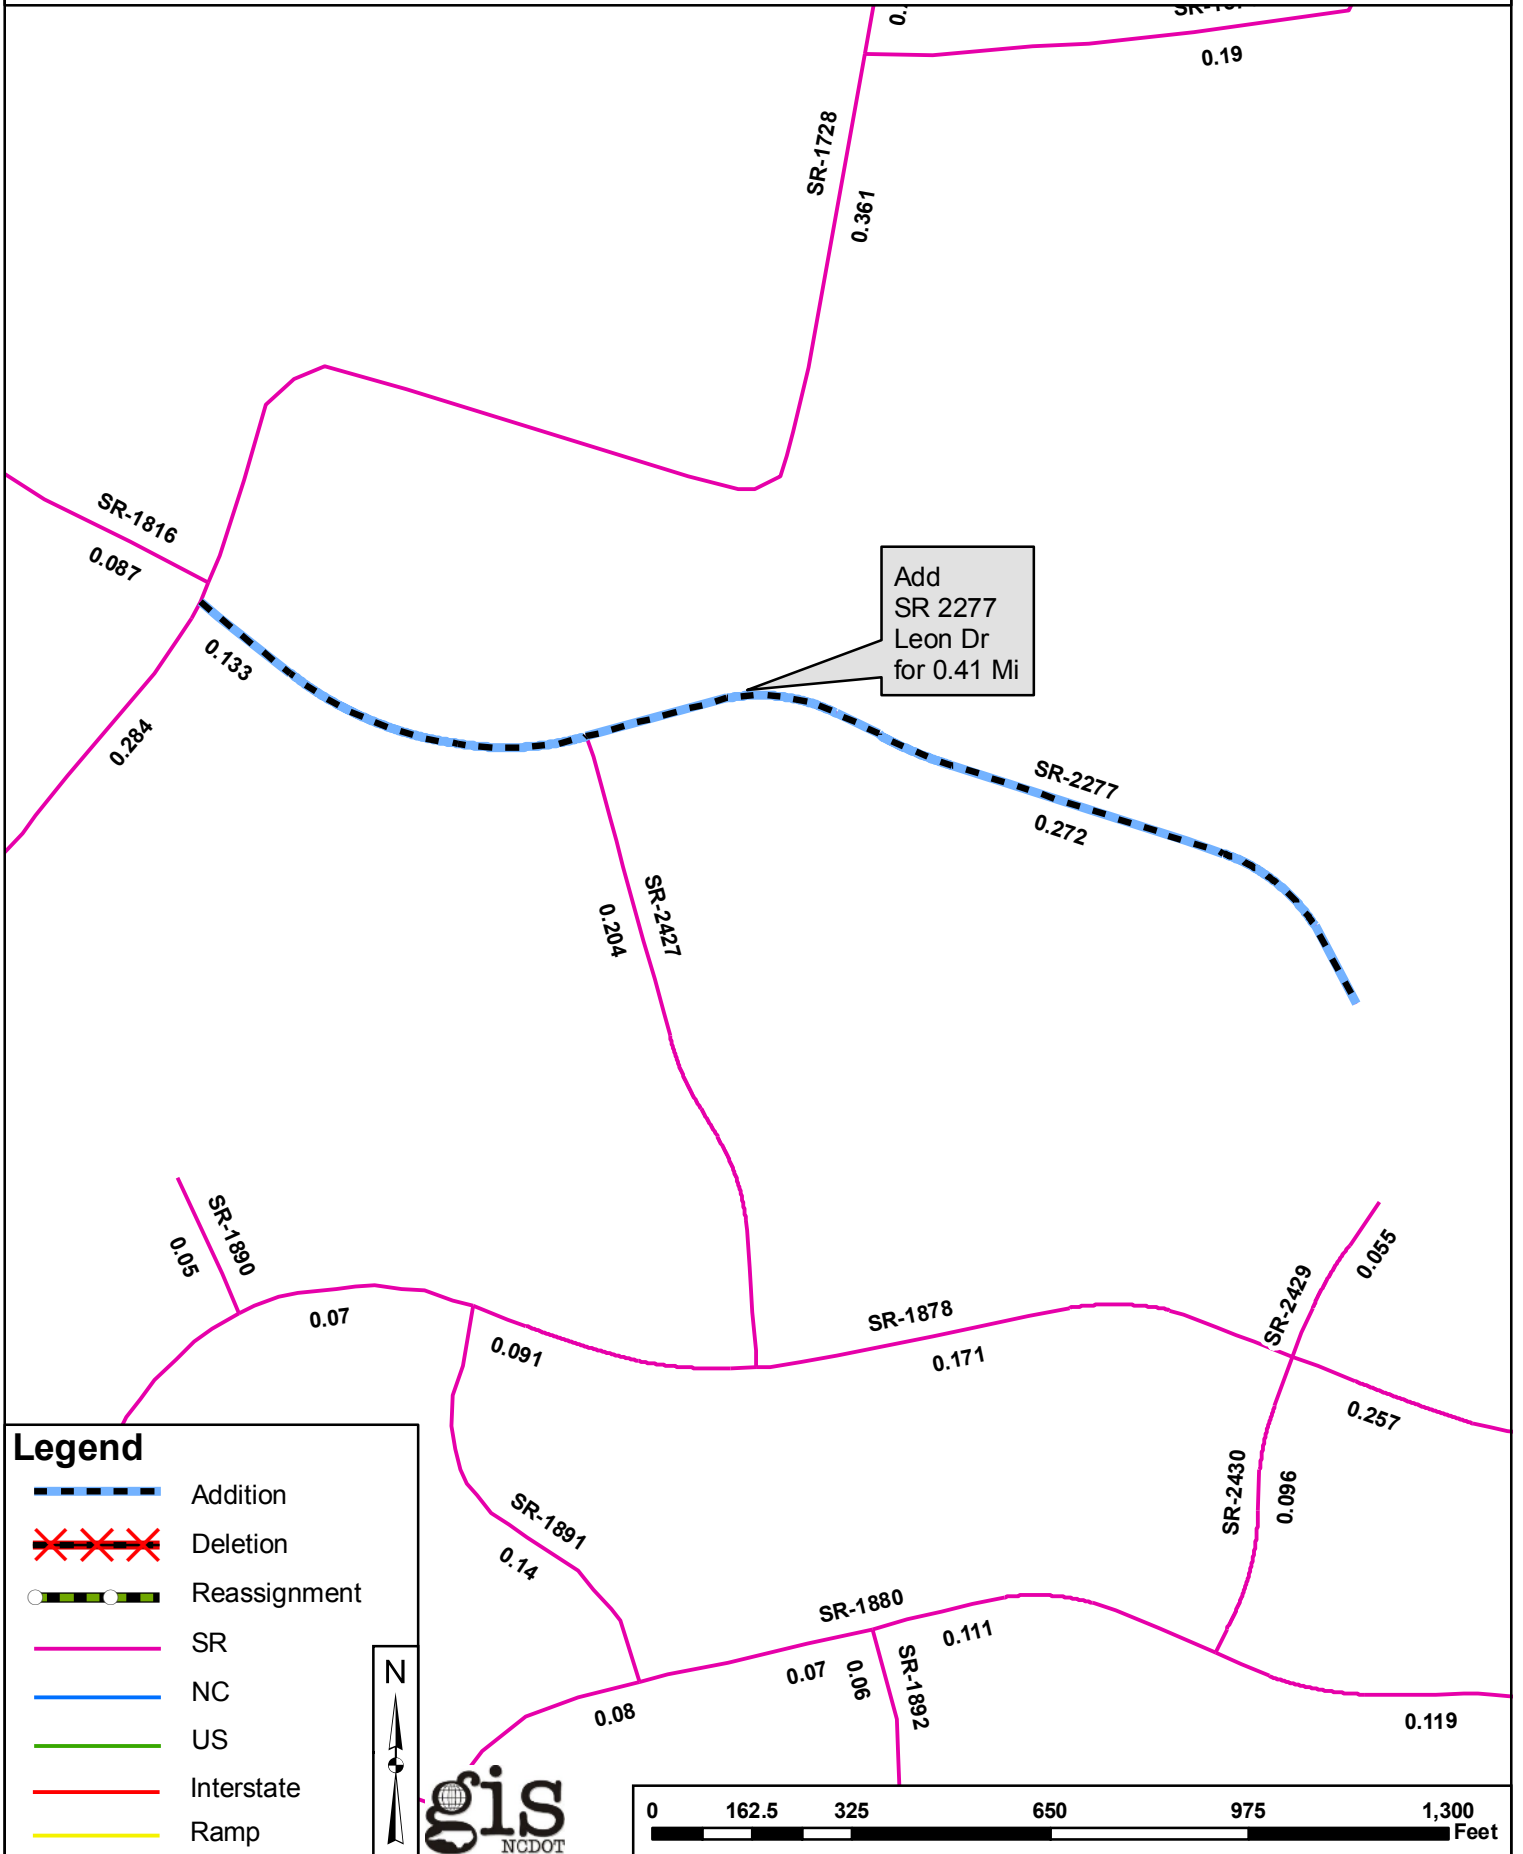 0.19
SR-1728
0.361
SR-1816
0.087
Add
SR 2277
Leon Dr
for 0.41 Mi
0.133
0.284
SR-2277
0.272
SR-2427
0.204
SR-1890
0.05
0.07
0.091
SR-1878
0.171
SR-2429
0.055
0.257
SR-2430
0.096
SR-1891
0.14
SR-1880
0.111
0.07
0.06
SR-1892
0.08
0.119
Legend
Addition
Deletion
Reassignment
SR
NC
US
Interstate
Ramp
N
gis
NCDOT
0 162.5 325 650 975 1,300
Feet